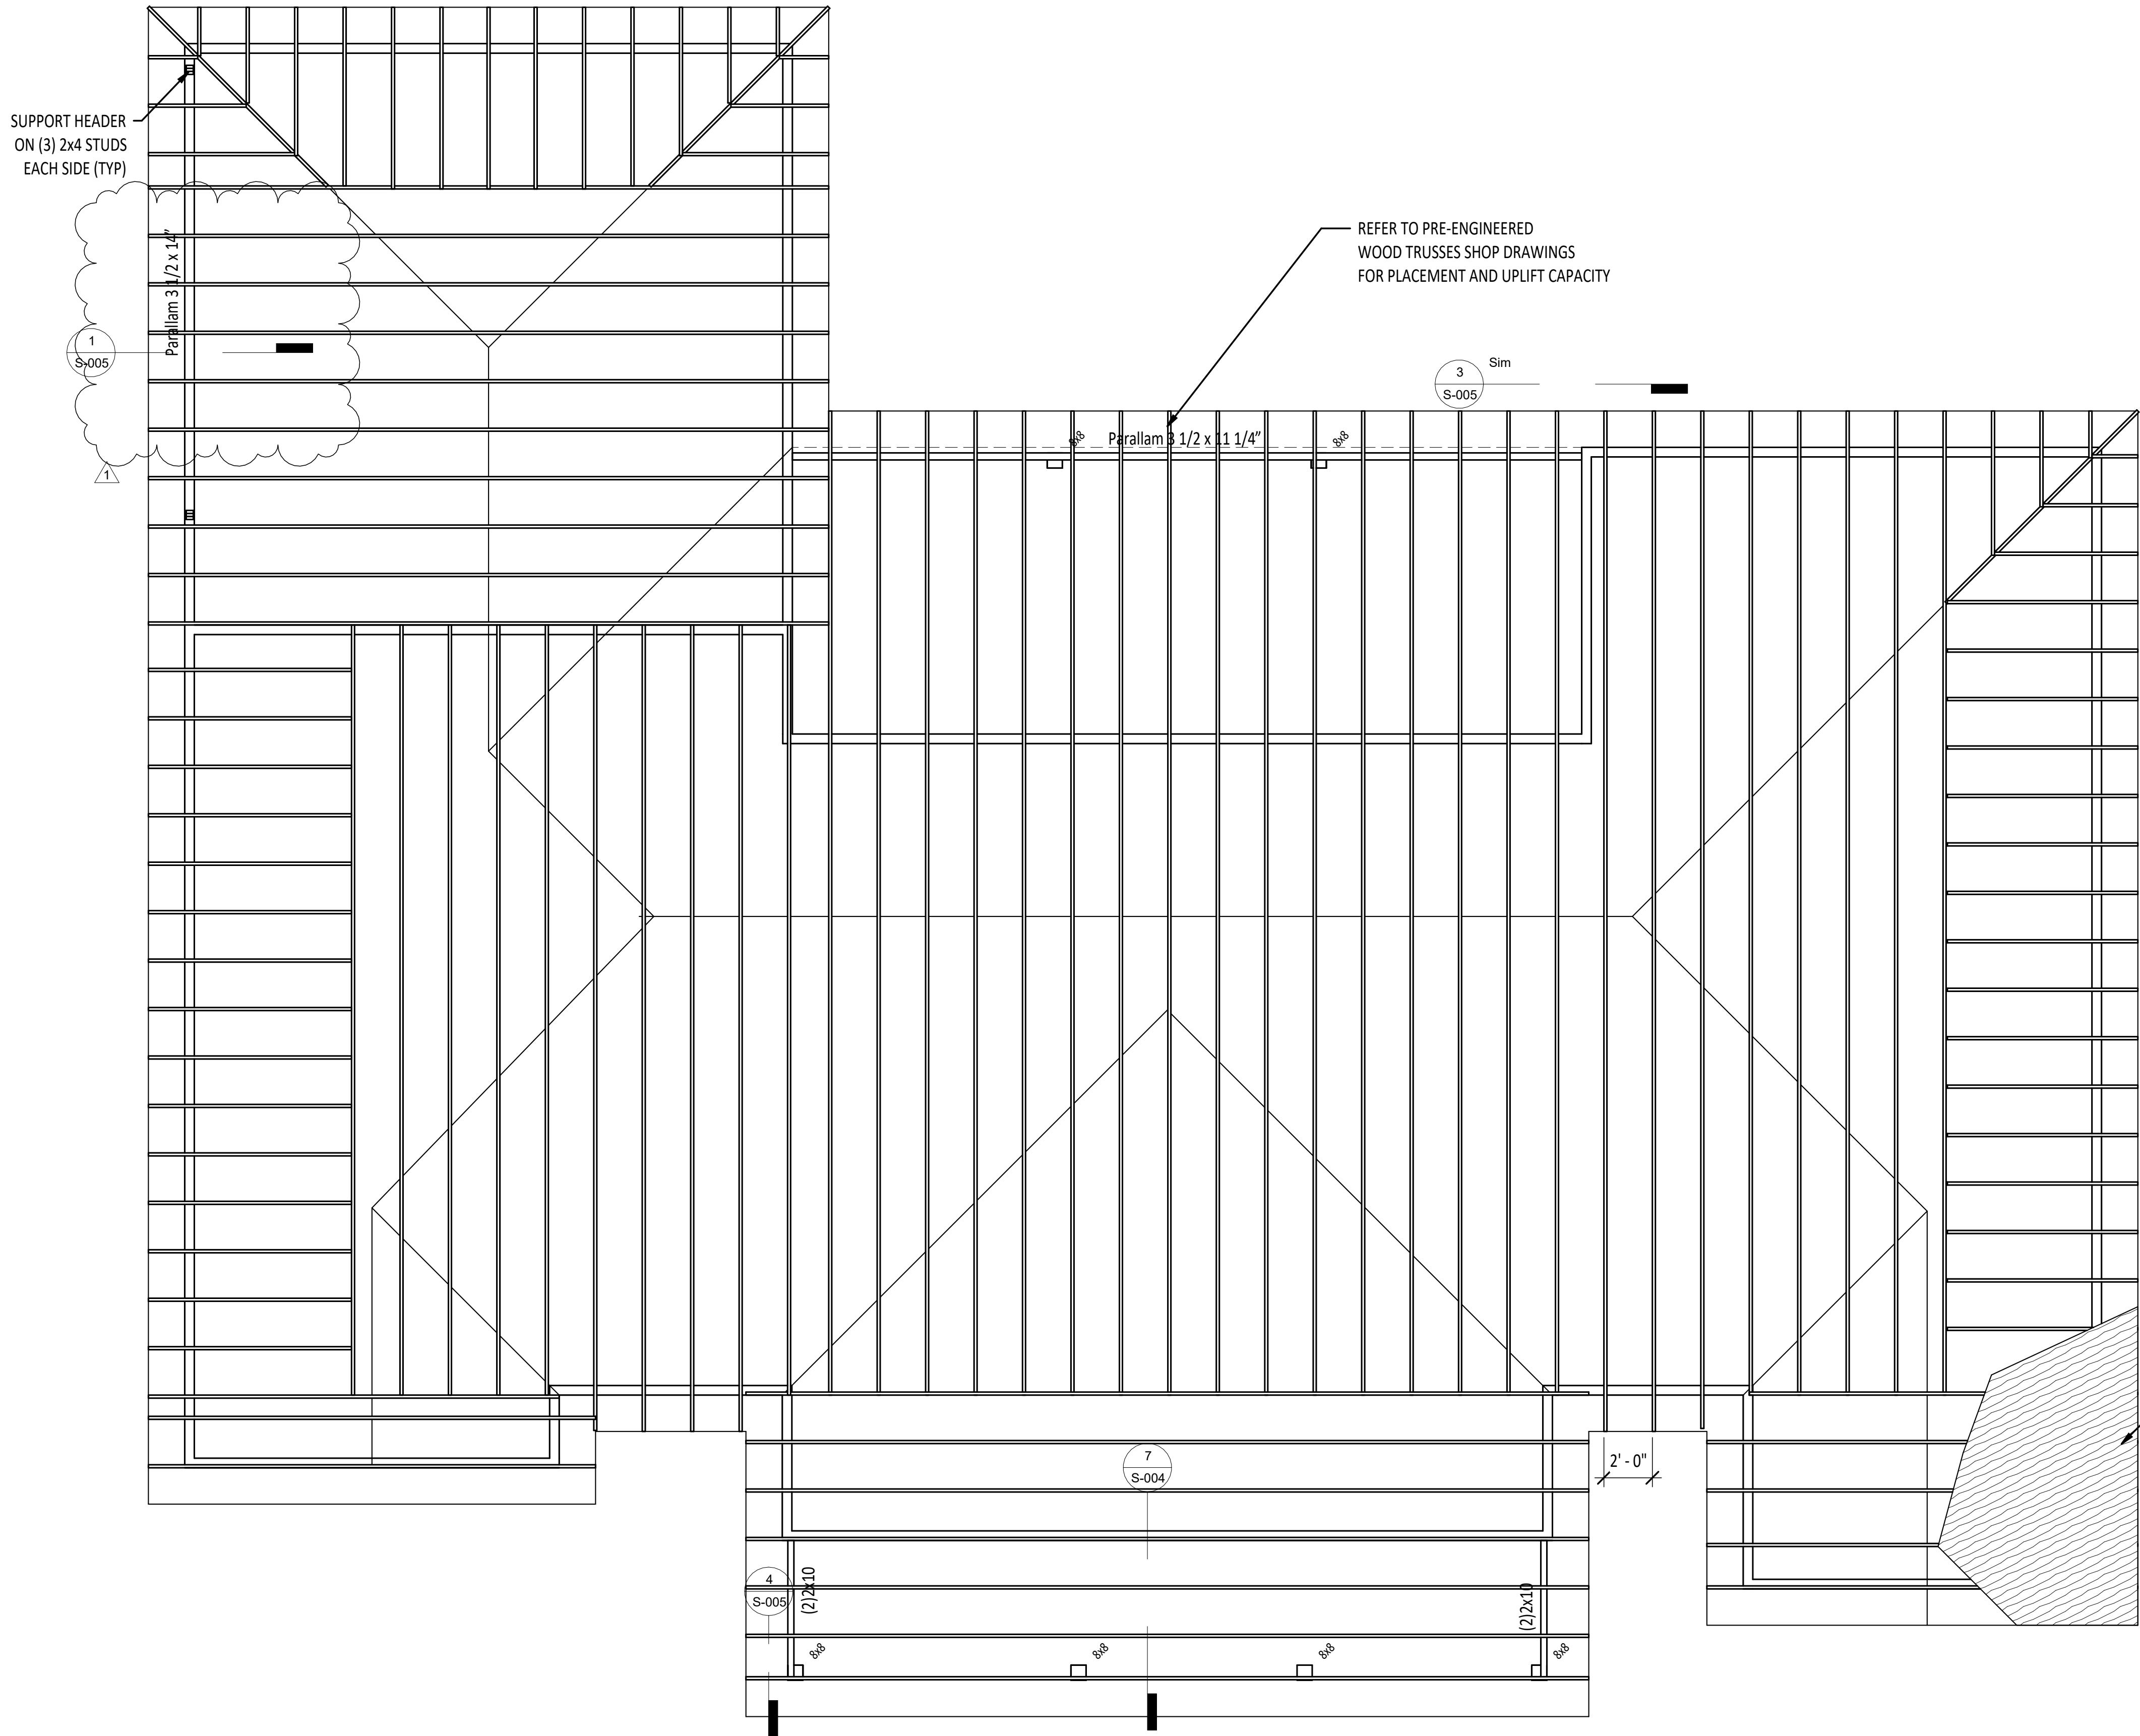 SUPPORT HEADER
ON (3) 2x4 STUDS
EACH SIDE (TYP)
Parallam 3 1/2 x 14"
1
S-005
1
REFER TO PRE-ENGINEERED
WOOD TRUSSES SHOP DRAWINGS
FOR PLACEMENT AND UPLIFT CAPACITY
3
S-005
Sim
8x8
Parallam 3 1/2 x 11 1/4”
8x8
7
S-004
2' - 0"
4
S-005
(2)2x10
(2)2x10
8x8
8x8
8x8
8x8